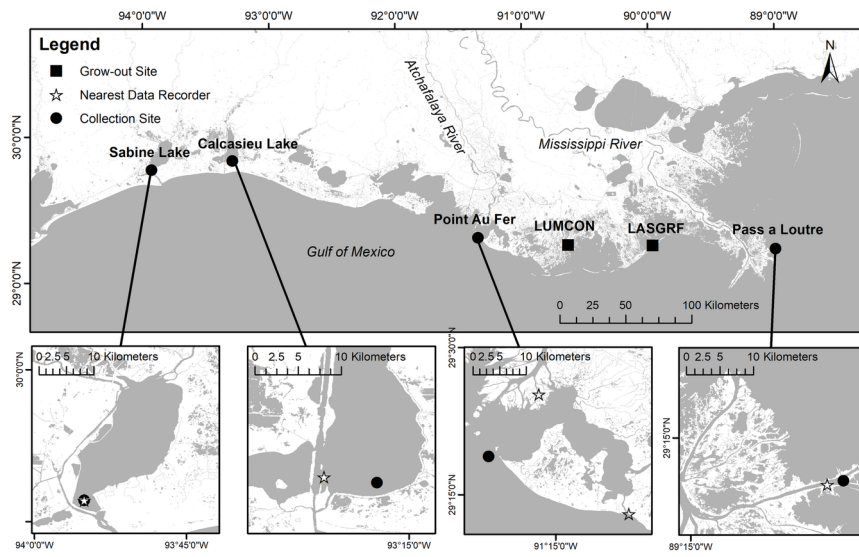 94°0'0"W 93°0'0"W 92°0'0"W 91°0'0"W 90°0'0"W 89°0'0"W
Legend
Grow-out Site
Nearest Data Recorder
Collection Site
N
30°0'0"N
29°0'0"N
Atchafalaya River
Mississippi River
Sabine Lake
Calcasieu Lake
Point Au Fer
LUMCON
LASGRF
Pass a Loutre
Gulf of Mexico
0 25 50 100 Kilometers
30°0'0"N
0 2.5 5 10 Kilometers
94°0'0"W 93°45'0"W
0 2.5 5 10 Kilometers
93°15'0"W
29°30'0"N
29°15'0"N
0 2.5 5 10 Kilometers
91°15'0"W
29°15'0"N
0 2.5 5 10 Kilometers
89°15'0"W